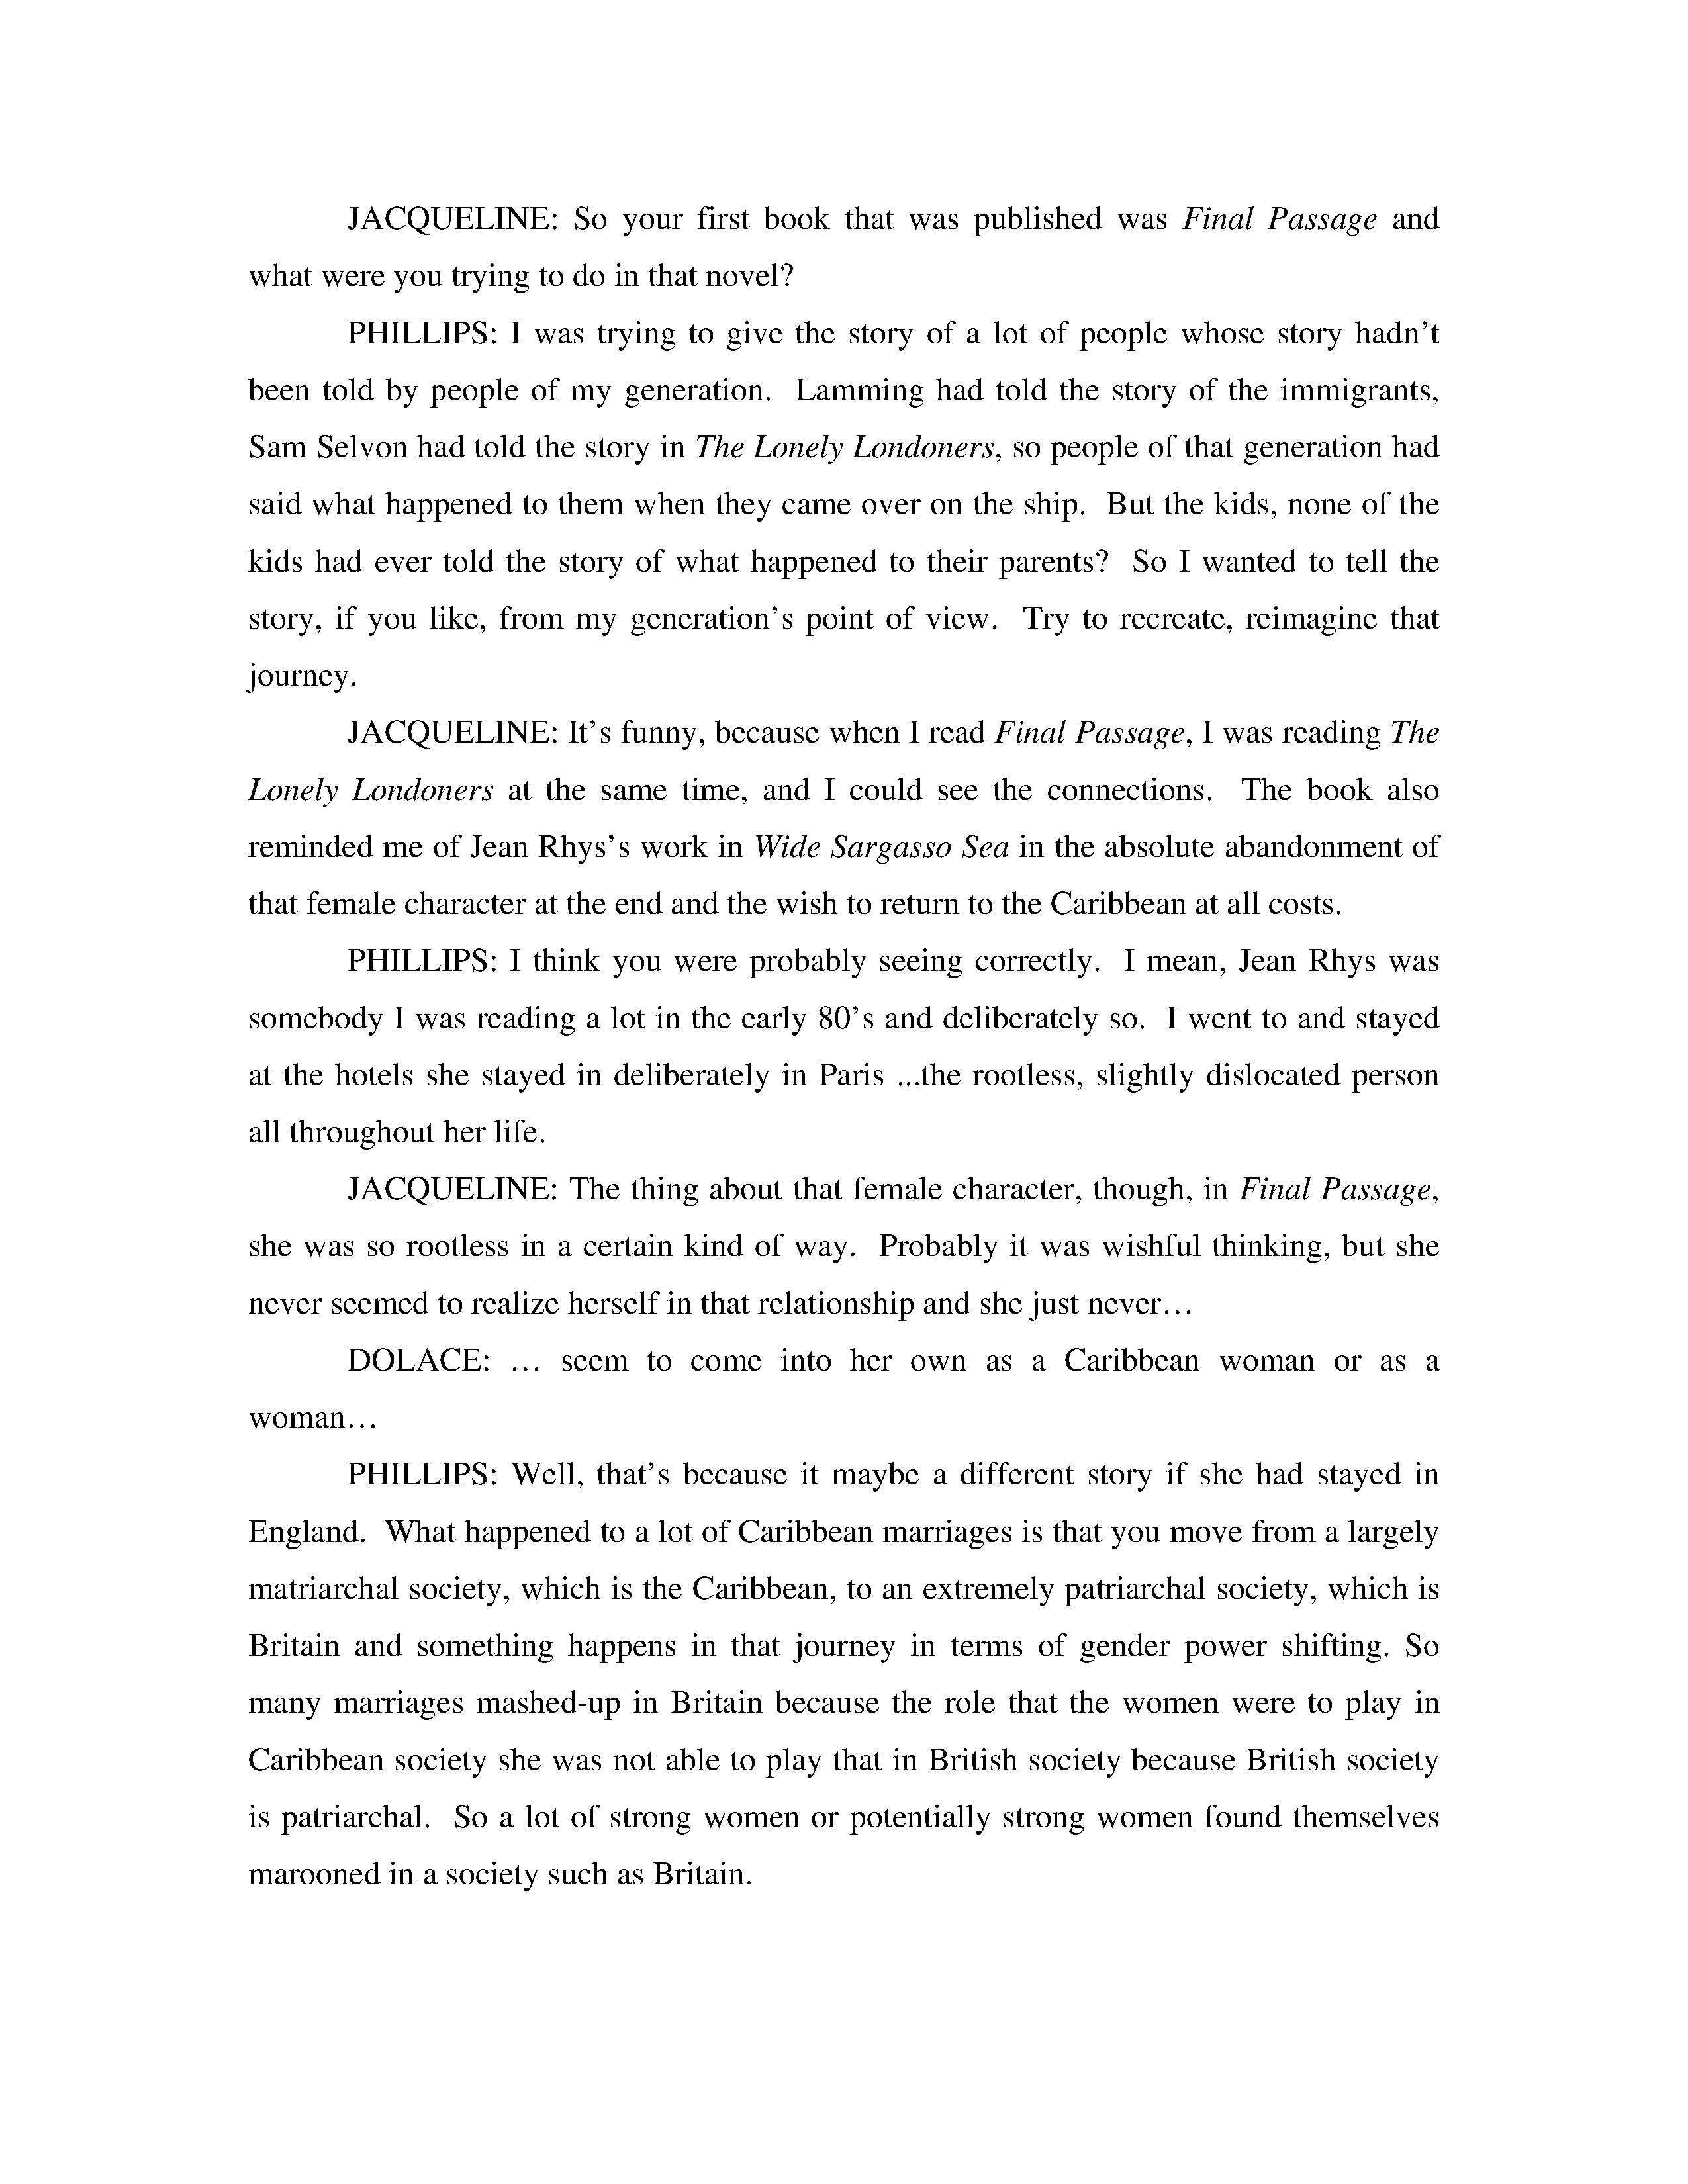 JACQUELINE: So your first book that was published was Final Passage and
what were you trying to do in that novel?
PHILLIPS: I was trying to give the story of a lot of people whose story hadn’t
been told by people of my generation.  Lamming had told the story of the immigrants,
Sam Selvon had told the story in The Lonely Londoners, so people of that generation had
said what happened to them when they came over on the ship.  But the kids, none of the
kids had ever told the story of what happened to their parents?  So I wanted to tell the
story, if you like, from my generation’s point of view.  Try to recreate, reimagine that
journey.
JACQUELINE: It’s funny, because when I read Final Passage, I was reading The
Lonely Londoners at the same time, and I could see the connections.  The book also
reminded me of Jean Rhys’s work in Wide Sargasso Sea in the absolute abandonment of
that female character at the end and the wish to return to the Caribbean at all costs.
PHILLIPS: I think you were probably seeing correctly.  I mean, Jean Rhys was
somebody I was reading a lot in the early 80’s and deliberately so.  I went to and stayed
at the hotels she stayed in deliberately in Paris ...the rootless, slightly dislocated person
all throughout her life.
JACQUELINE: The thing about that female character, though, in Final Passage,
she was so rootless in a certain kind of way.  Probably it was wishful thinking, but she
never seemed to realize herself in that relationship and she just never…
DOLACE: … seem to come into her own as a Caribbean woman or as a
woman…
PHILLIPS: Well, that’s because it maybe a different story if she had stayed in
England.  What happened to a lot of Caribbean marriages is that you move from a largely
matriarchal society, which is the Caribbean, to an extremely patriarchal society, which is
Britain and something happens in that journey in terms of gender power shifting. So
many marriages mashed-up in Britain because the role that the women were to play in
Caribbean society she was not able to play that in British society because British society
is patriarchal.  So a lot of strong women or potentially strong women found themselves
marooned in a society such as Britain.